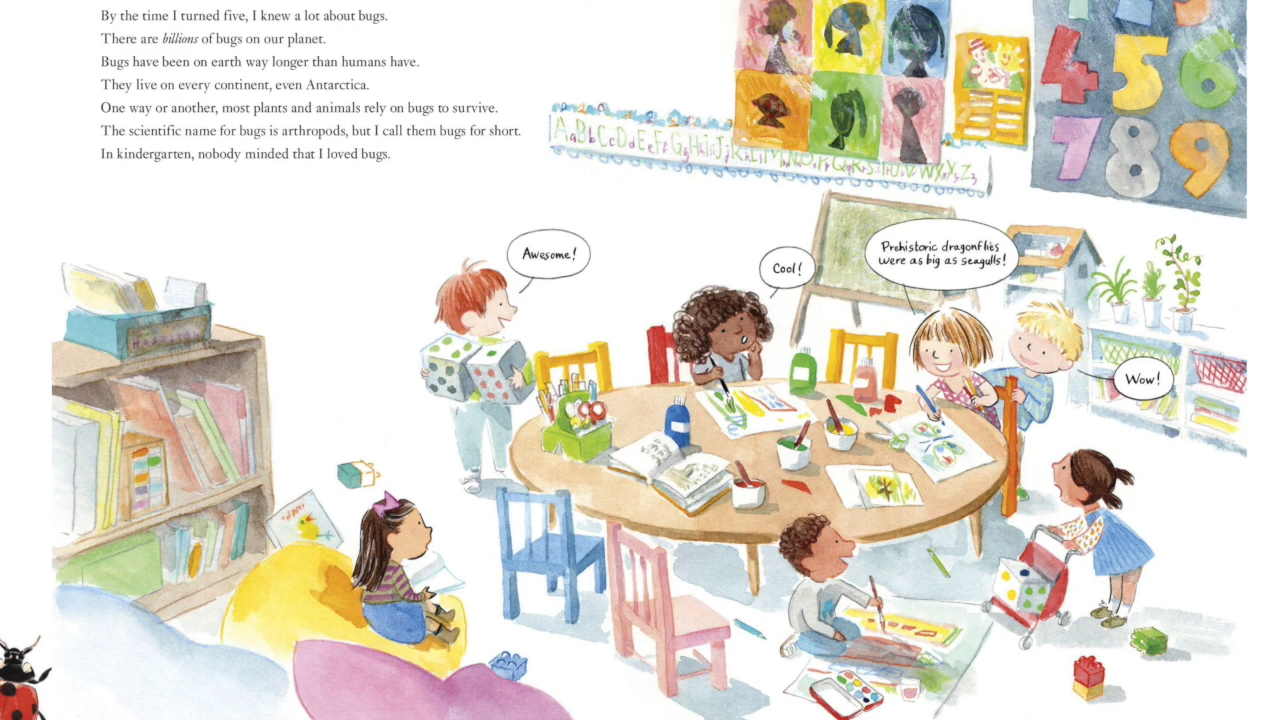 By the time I turned five, I knew a lot about bugs.
There are billions of bugs on our planet.
Bugs have been on earth way longer than humans have.
They live on every continent, even Antarctica.
One way or another, most plants and animals rely on bugs to survive.
The scientific name for bugs is arthropods, but I call them bugs for short.
In kindergarten, nobody minded that I loved bugs.
4 5 6
7 8 9
AaBbCcDdEeFfGgHhIiJjKkLlMmNnOoPpQqRrSsTtUuVvWwXxYyZz
Awesome!
Cool!
Prehistoric dragonflies
were as big as seagulls!
Wow!